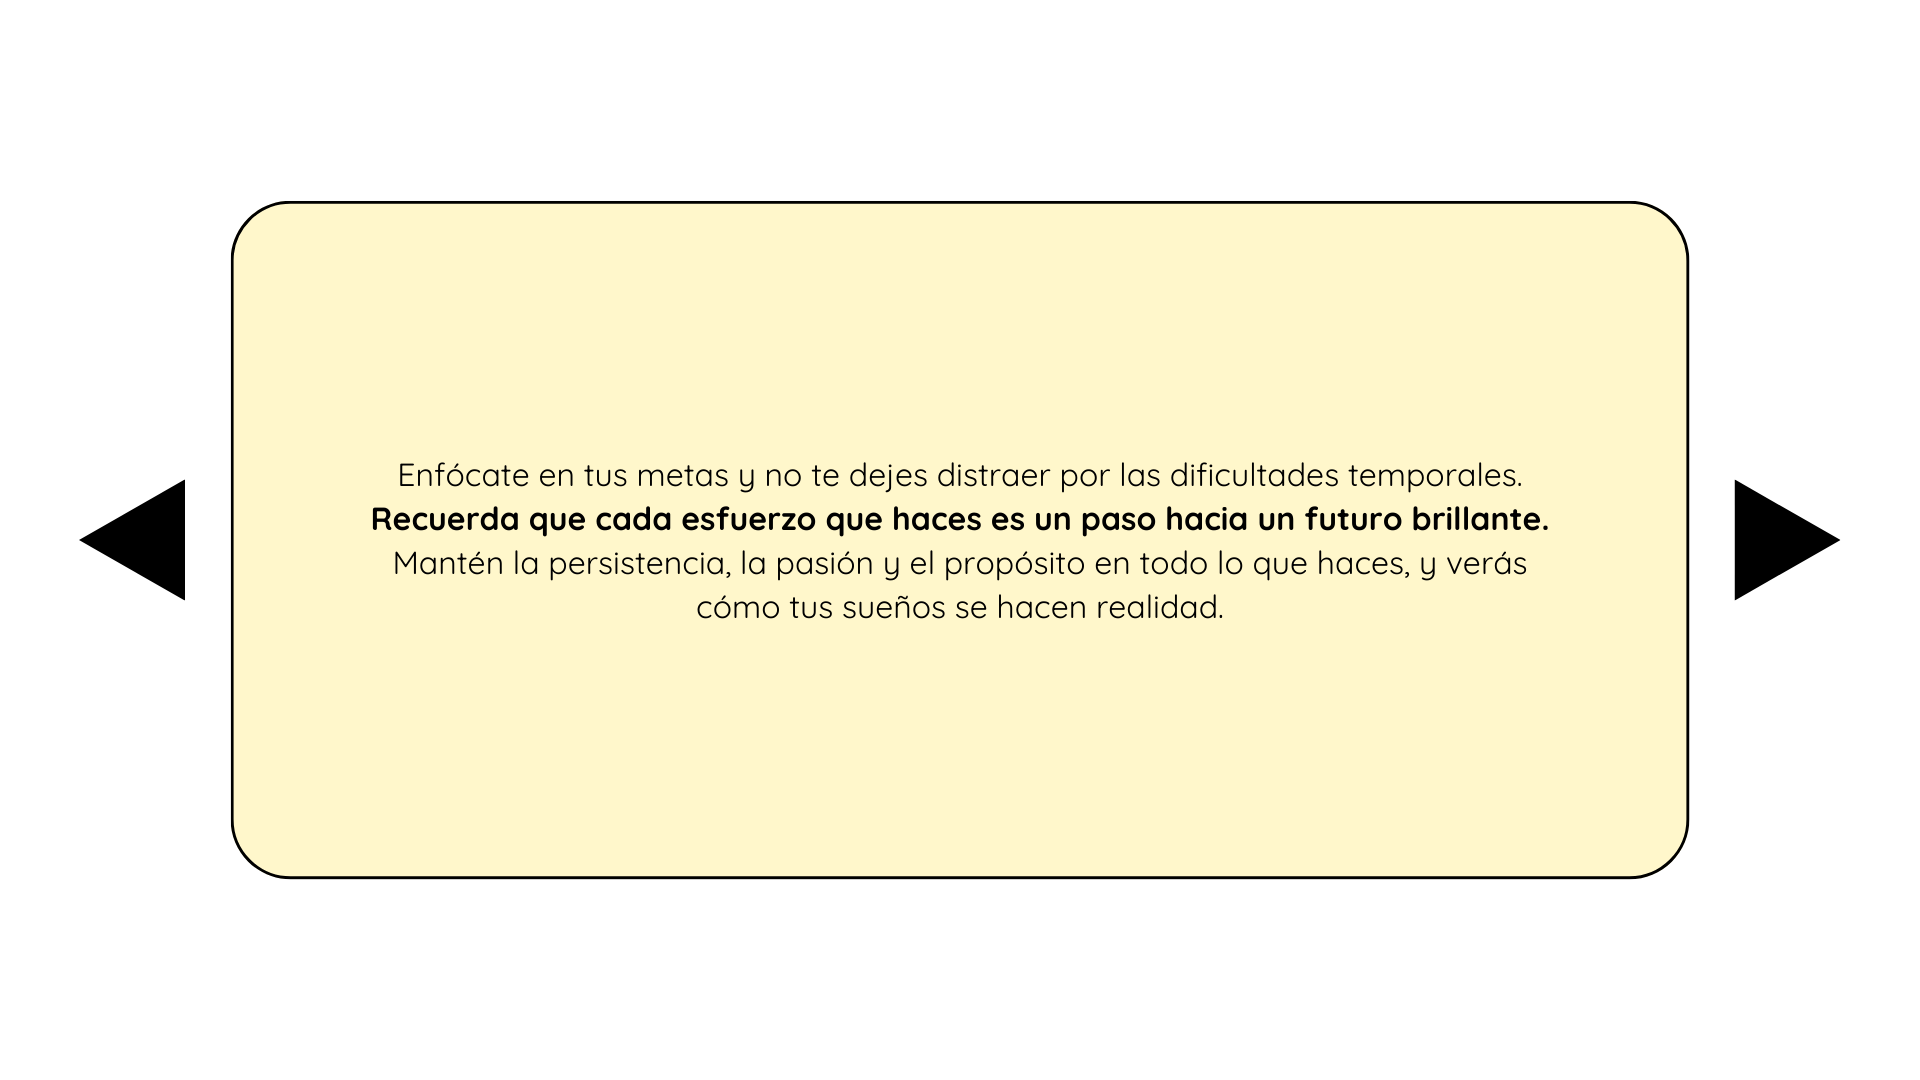 Enfócate en tus metas y no te dejes distraer por las dificultades temporales.
Recuerda que cada esfuerzo que haces es un paso hacia un futuro brillante.
Mantén la persistencia, la pasión y el propósito en todo lo que haces, y verás
cómo tus sueños se hacen realidad.